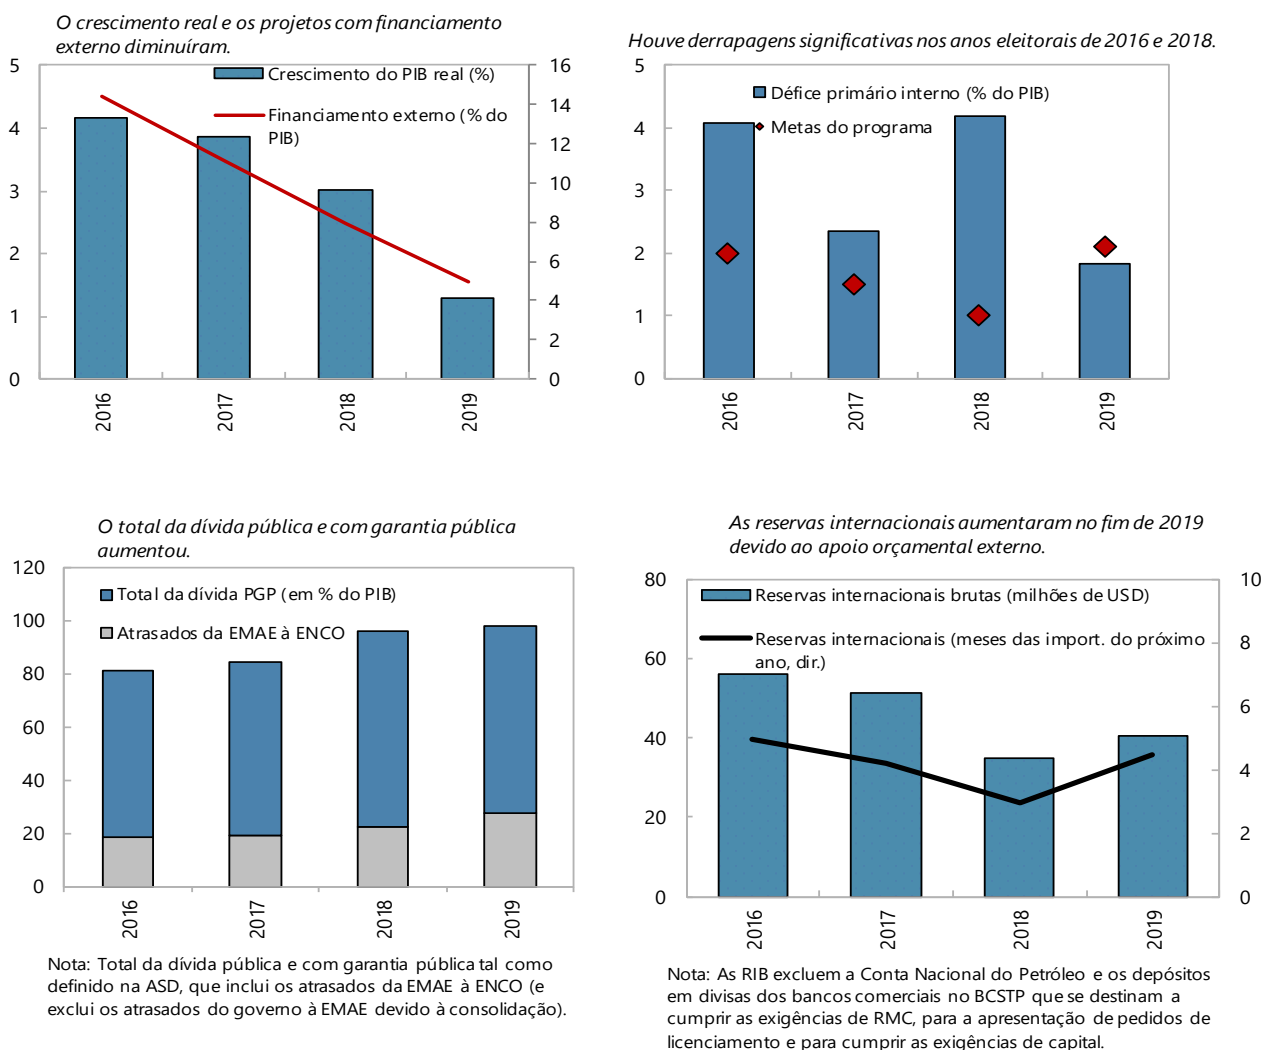 O crescimento real e os projetos com financiamento
externo diminuíram.
5
4
3
2
1
0
16
14
12
10
8
6
4
2
0
Crescimento do PIB real (%)
Financiamento externo (% do
PIB)
2016
2017
2018
2019
Houve derrapagens significativas nos anos eleitorais de 2016 e 2018.
5
4
3
2
1
0
Défice primário interno (% do PIB)
Metas do programa
2016
2017
2018
2019
O total da dívida pública e com garantia pública
aumentou.
120
100
80
60
40
20
0
Total da dívida PGP (em % do PIB)
Atrasados da EMAE à ENCO
2016
2017
2018
2019
Nota: Total da dívida pública e com garantia pública tal como
definido na ASD, que inclui os atrasados da EMAE à ENCO (e
exclui os atrasados do governo à EMAE devido à consolidação).
As reservas internacionais aumentaram no fim de 2019
devido ao apoio orçamental externo.
80
60
40
20
0
10
8
6
4
2
0
Reservas internacionais brutas (milhões de USD)
Reservas internacionais (meses das import. do próximo
ano, dir.)
2016
2017
2018
2019
Nota: As RIB excluem a Conta Nacional do Petróleo e os depósitos
em divisas dos bancos comerciais no BCSTP que se destinam a
cumprir as exigências de RMC, para a apresentação de pedidos de
licenciamento e para cumprir as exigências de capital.